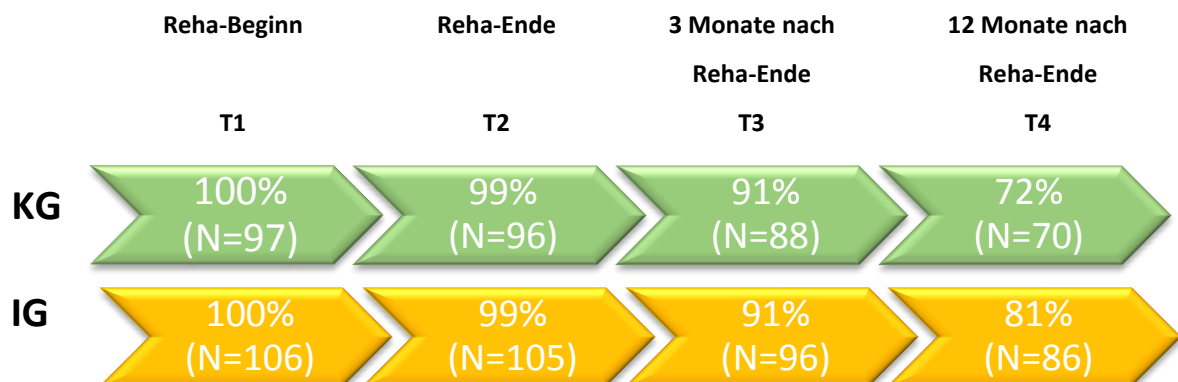 Reha-Beginn Reha-Ende 3 Monate nach 12 Monate nach
Reha-Ende Reha-Ende
T1 T2 T3 T4
KG 100% 99% 91% 72%
(N=97) (N=96) (N=88) (N=70)
IG 100% 99% 91% 81%
(N=106) (N=105) (N=96) (N=86)